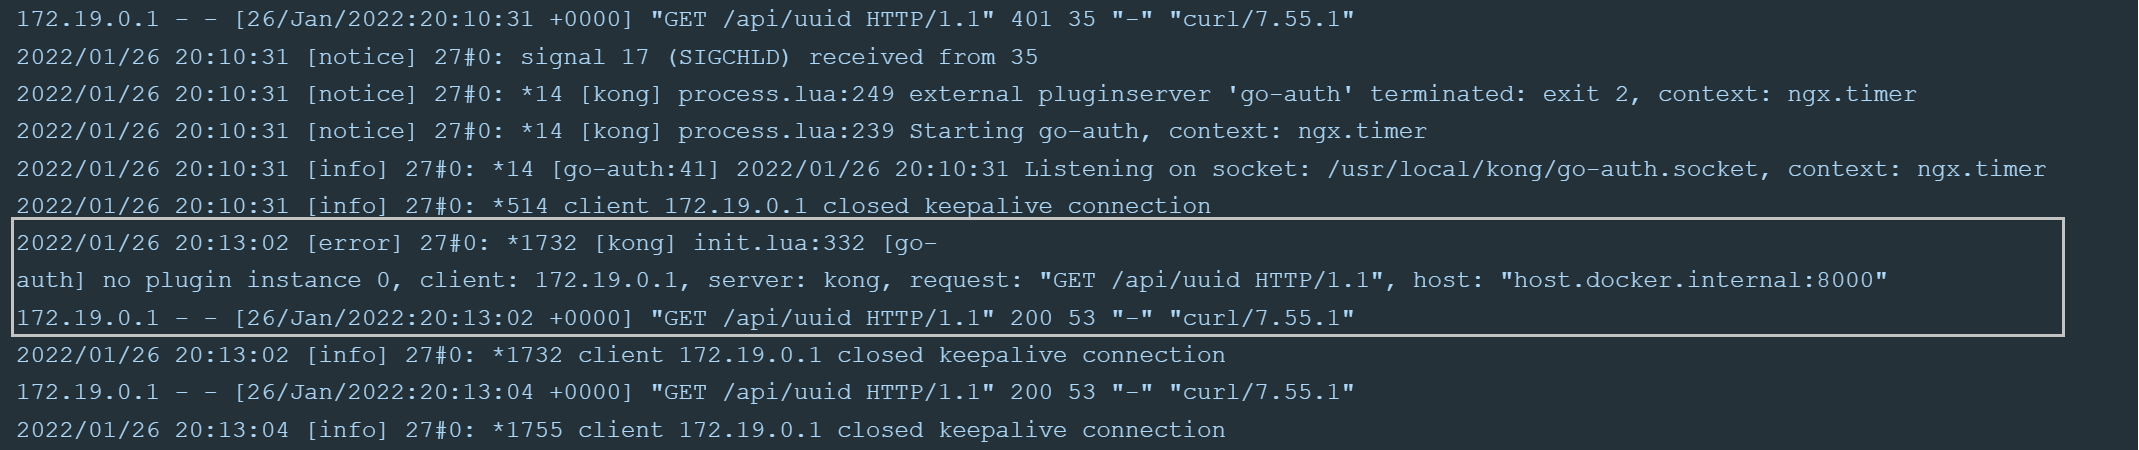 172.19.0.1 - - [26/Jan/2022:20:10:31 +0000] "GET /api/uuid HTTP/1.1" 401 35 "-" "curl/7.55.1"
2022/01/26 20:10:31 [notice] 27#0: signal 17 (SIGCHLD) received from 35
2022/01/26 20:10:31 [notice] 27#0: *14 [kong] process.lua:249 external pluginserver 'go-auth' terminated: exit 2, context: ngx.timer
2022/01/26 20:10:31 [notice] 27#0: *14 [kong] process.lua:239 Starting go-auth, context: ngx.timer
2022/01/26 20:10:31 [info] 27#0: *14 [go-auth:41] 2022/01/26 20:10:31 Listening on socket: /usr/local/kong/go-auth.socket, context: ngx.timer
2022/01/26 20:10:31 [info] 27#0: *514 client 172.19.0.1 closed keepalive connection
2022/01/26 20:13:02 [error] 27#0: *1732 [kong] init.lua:332 [go-
auth] no plugin instance 0, client: 172.19.0.1, server: kong, request: "GET /api/uuid HTTP/1.1", host: "host.docker.internal:8000"
172.19.0.1 - - [26/Jan/2022:20:13:02 +0000] "GET /api/uuid HTTP/1.1" 200 53 "-" "curl/7.55.1"
2022/01/26 20:13:02 [info] 27#0: *1732 client 172.19.0.1 closed keepalive connection
172.19.0.1 - - [26/Jan/2022:20:13:04 +0000] "GET /api/uuid HTTP/1.1" 200 53 "-" "curl/7.55.1"
2022/01/26 20:13:04 [info] 27#0: *1755 client 172.19.0.1 closed keepalive connection